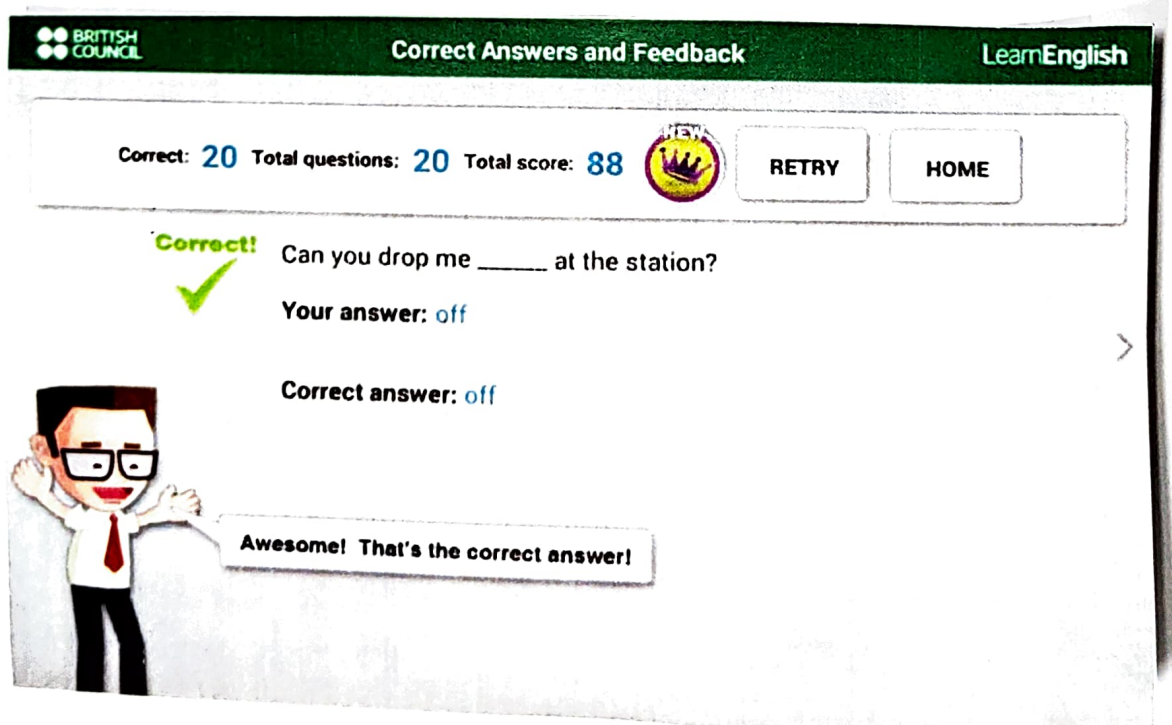 BRITISH
COUNCIL
Correct Answers and Feedback
LearnEnglish
Correct: 20 Total questions: 20 Total score: 88
NEW
RETRY
HOME
Correct!
Can you drop me ______ at the station?
Your answer: off
Correct answer: off
Awesome! That's the correct answer!